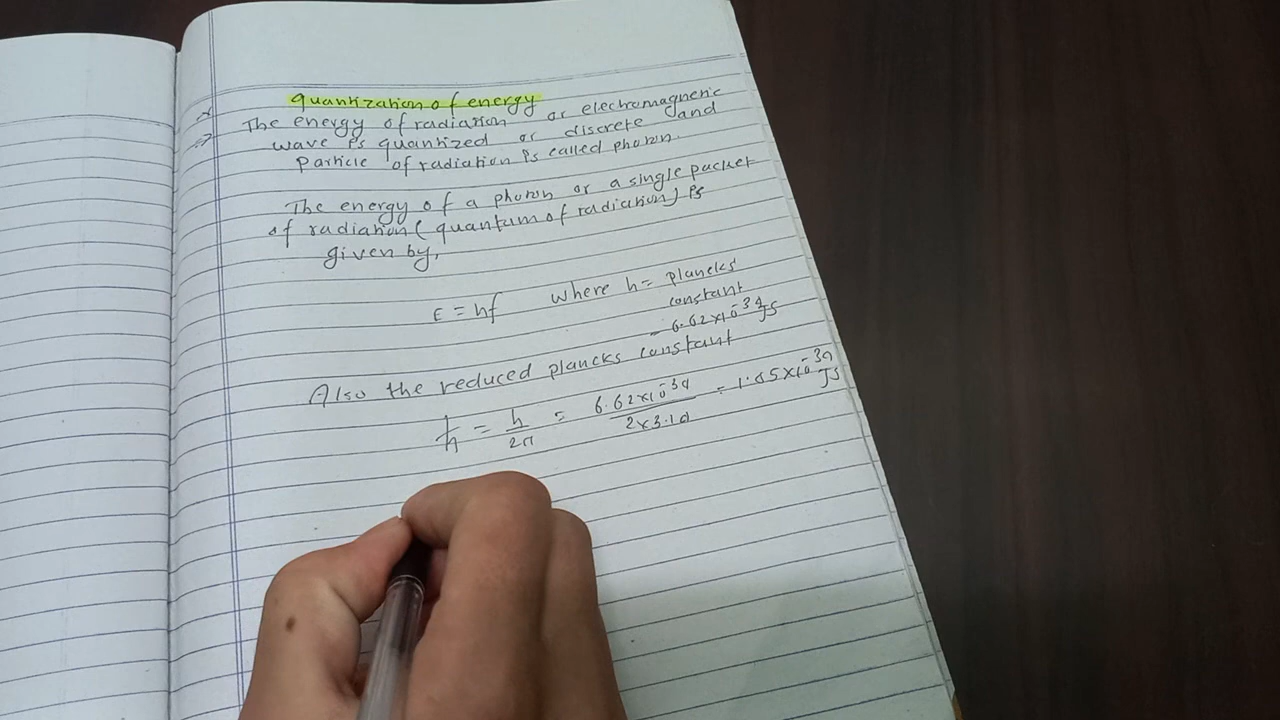 Quantization of energy
The energy of radiation or electromagnetic
wave is quantized or discrete and
Particle of radiation is called photon.
The energy of a photon or a single packet
of radiation ( quantum of radiation) is
given by,
E = hf where h = plancks
constant
= 6.62×10⁻³⁴ JS
Also the reduced plancks constant
ħ = h/2π = 6.62×10⁻³⁴/2×3.14 = 1.05×10⁻³⁴ JS